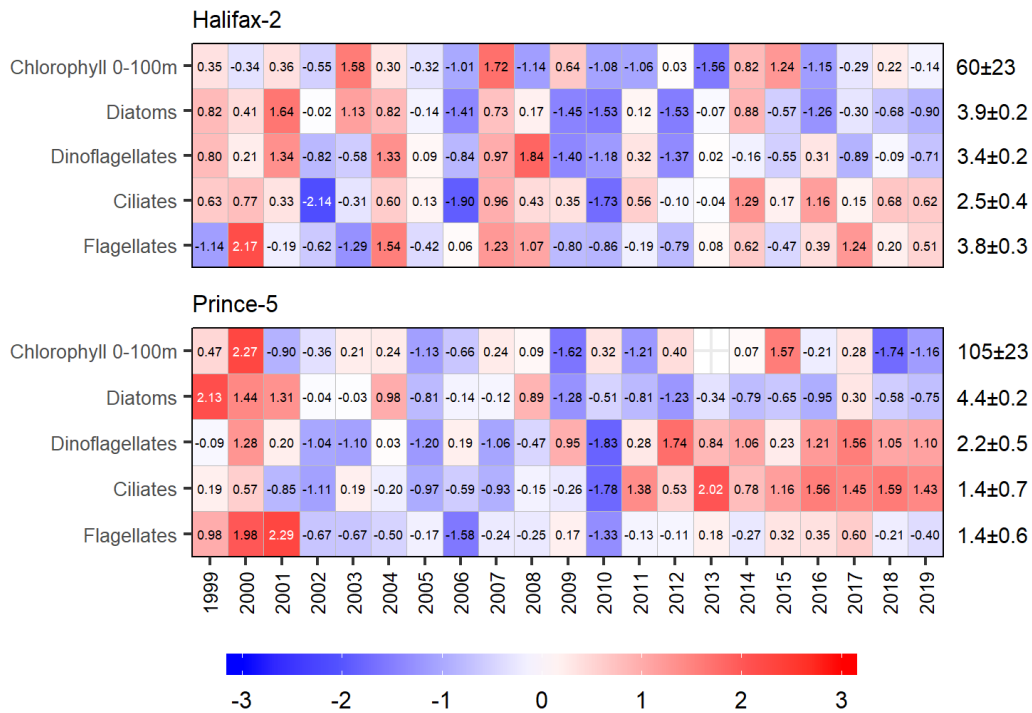 Halifax-2
Chlorophyll 0-100m 0.35 -0.34 0.36 -0.55 1.58 0.30 -0.32 -1.01 1.72 -1.14 0.64 -1.08 -1.06 0.03 -1.56 0.82 1.24 -1.15 -0.29 0.22 -0.14 60±23
Diatoms 0.82 0.41 1.64 -0.02 1.13 0.82 -0.14 -1.41 0.73 0.17 -1.45 -1.53 0.12 -1.53 -0.07 0.88 -0.57 -1.26 -0.30 -0.68 -0.90 3.9±0.2
Dinoflagellates 0.80 0.21 1.34 -0.82 -0.58 1.33 0.09 -0.84 0.97 1.84 -1.40 -1.18 0.32 -1.37 0.02 -0.16 -0.55 0.31 -0.89 -0.09 -0.71 3.4±0.2
Ciliates 0.63 0.77 0.33 -2.14 -0.31 0.60 0.13 -1.90 0.96 0.43 0.35 -1.73 0.56 -0.10 -0.04 1.29 0.17 1.16 0.15 0.68 0.62 2.5±0.4
Flagellates -1.14 2.17 -0.19 -0.62 -1.29 1.54 -0.42 0.06 1.23 1.07 -0.80 -0.86 -0.19 -0.79 0.08 0.62 -0.47 0.39 1.24 0.20 0.51 3.8±0.3
Prince-5
Chlorophyll 0-100m 0.47 2.27 -0.90 -0.36 0.21 0.24 -1.13 -0.66 0.24 0.09 -1.62 0.32 -1.21 0.40 0.07 1.57 -0.21 0.28 -1.74 -1.16 105±23
Diatoms 2.13 1.44 1.31 -0.04 -0.03 0.98 -0.81 -0.14 -0.12 0.89 -1.28 -0.51 -0.81 -1.23 -0.34 -0.79 -0.65 -0.95 0.30 -0.58 -0.75 4.4±0.2
Dinoflagellates -0.09 1.28 0.20 -1.04 -1.10 0.03 -1.20 0.19 -1.06 -0.47 0.95 -1.83 0.28 1.74 0.84 1.06 0.23 1.21 1.56 1.05 1.10 2.2±0.5
Ciliates 0.19 0.57 -0.85 -1.11 0.19 -0.20 -0.97 -0.59 -0.93 -0.15 -0.26 -1.78 1.38 0.53 2.02 0.78 1.16 1.56 1.45 1.59 1.43 1.4±0.7
Flagellates 0.98 1.98 2.29 -0.67 -0.67 -0.50 -0.17 -1.58 -0.24 -0.25 0.17 -1.33 -0.13 -0.11 0.18 -0.27 0.32 0.35 0.60 -0.21 -0.40 1.4±0.6
1999 2000 2001 2002 2003 2004 2005 2006 2007 2008 2009 2010 2011 2012 2013 2014 2015 2016 2017 2018 2019
-3 -2 -1 0 1 2 3